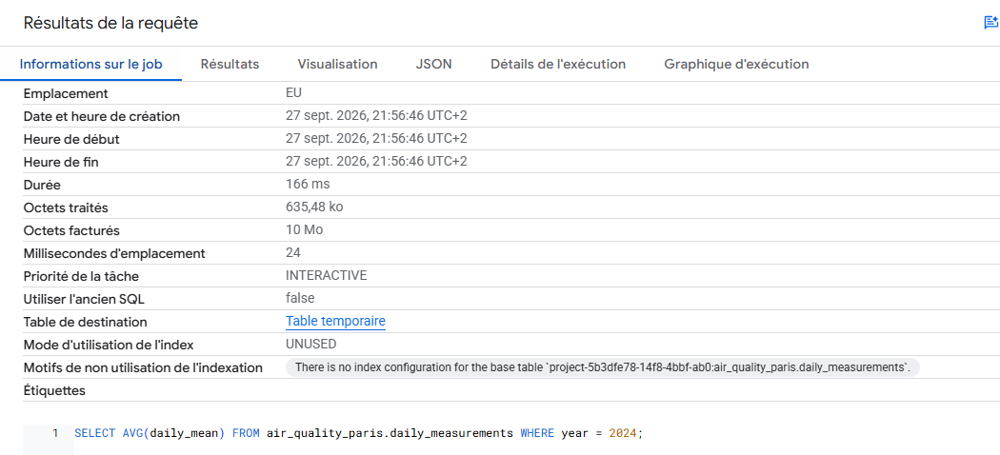 Résultats de la requête
Informations sur le job Résultats Visualisation JSON Détails de l'exécution Graphique d'exécution
Emplacement EU
Date et heure de création 27 sept. 2026, 21:56:46 UTC+2
Heure de début 27 sept. 2026, 21:56:46 UTC+2
Heure de fin 27 sept. 2026, 21:56:46 UTC+2
Durée 166 ms
Octets traités 635,48 ko
Octets facturés 10 Mo
Millisecondes d'emplacement 24
Priorité de la tâche INTERACTIVE
Utiliser l'ancien SQL false
Table de destination Table temporaire
Mode d'utilisation de l'index UNUSED
Motifs de non utilisation de l'indexation There is no index configuration for the base table `project-5b3dfe78-14f8-4bbf-ab0:air_quality_paris.daily_measurements`.
Étiquettes
1 SELECT AVG(daily_mean) FROM air_quality_paris.daily_measurements WHERE year = 2024;